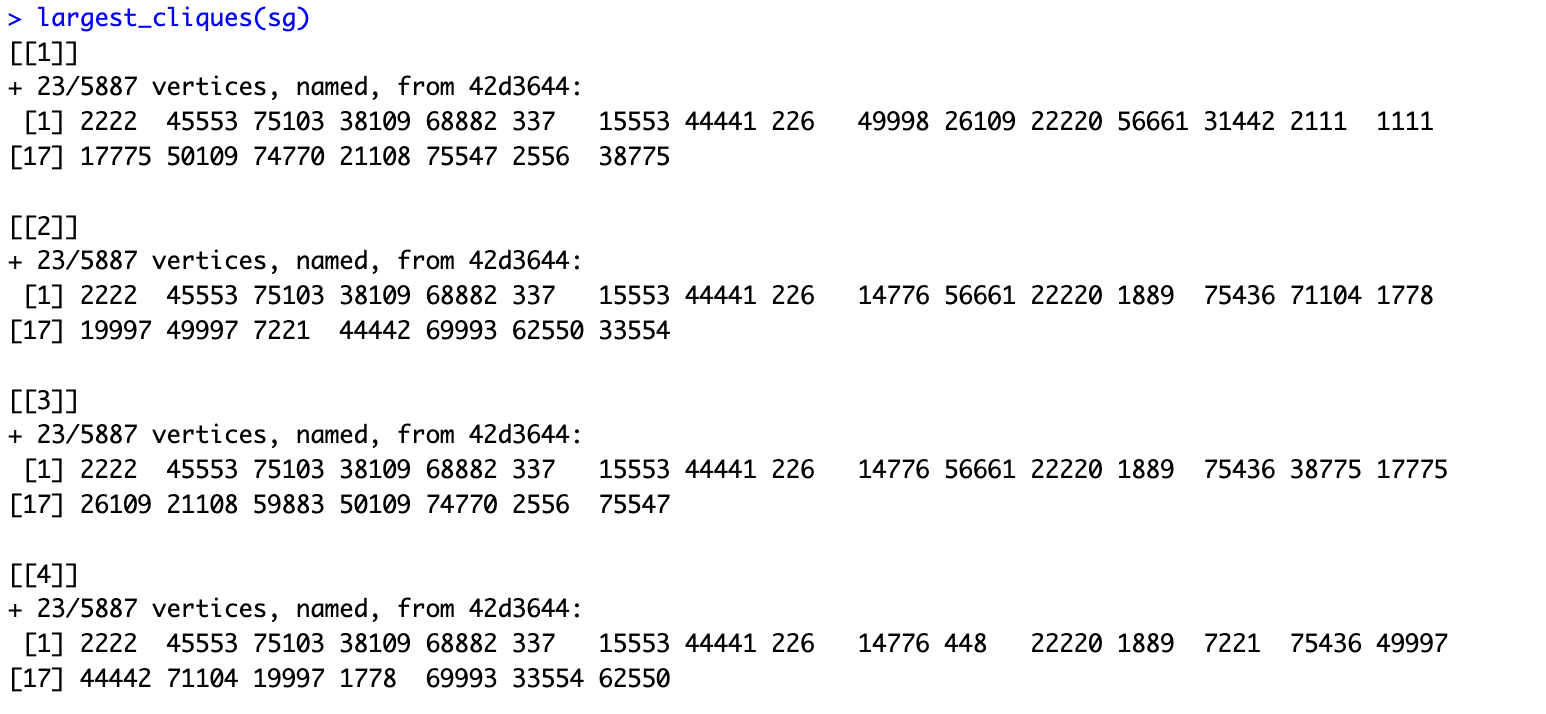 > largest_cliques(sg)
[[1]]
+ 23/5887 vertices, named, from 42d3644:
 [1] 2222  45553 75103 38109 68882 337   15553 44441 226   49998 26109 22220 56661 31442 2111  1111
[17] 17775 50109 74770 21108 75547 2556  38775

[[2]]
+ 23/5887 vertices, named, from 42d3644:
 [1] 2222  45553 75103 38109 68882 337   15553 44441 226   14776 56661 22220 1889  75436 71104 1778
[17] 19997 49997 7221  44442 69993 62550 33554

[[3]]
+ 23/5887 vertices, named, from 42d3644:
 [1] 2222  45553 75103 38109 68882 337   15553 44441 226   14776 56661 22220 1889  75436 38775 17775
[17] 26109 21108 59883 50109 74770 2556  75547

[[4]]
+ 23/5887 vertices, named, from 42d3644:
 [1] 2222  45553 75103 38109 68882 337   15553 44441 226   14776 448   22220 1889  7221  75436 49997
[17] 44442 71104 19997 1778  69993 33554 62550